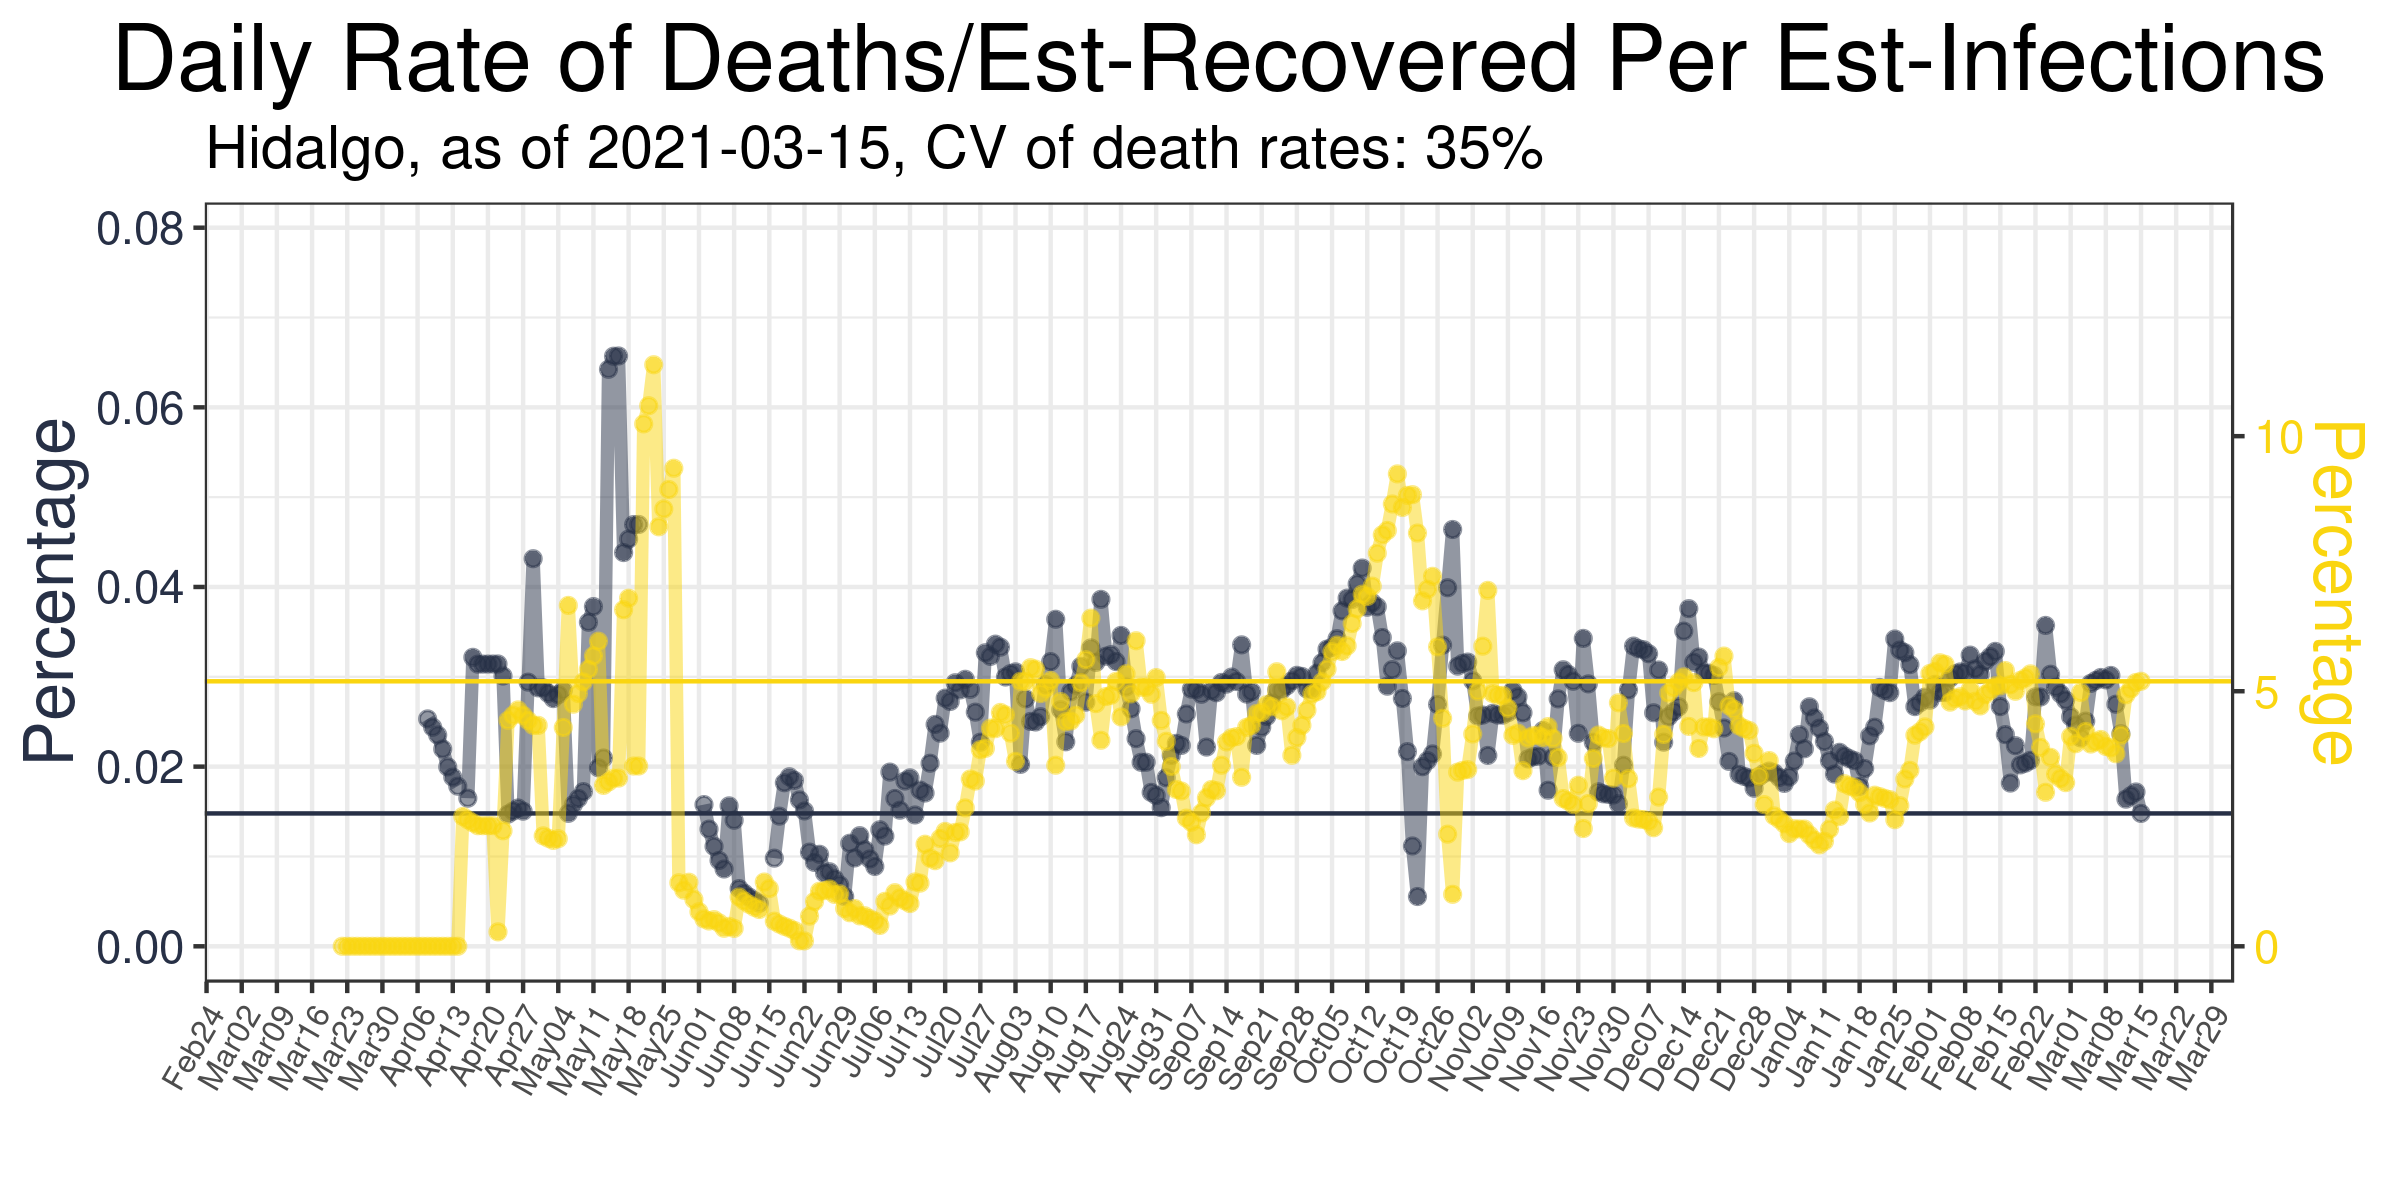 Daily Rate of Deaths/Est-Recovered Per Est-Infections
Hidalgo, as of 2021-03-15, CV of death rates: 35%
Percentage
0.08
0.06
0.04
0.02
0.00
10
5
0
Percentage
Feb24
Mar02
Mar09
Mar16
Mar23
Mar30
Apr06
Apr13
Apr20
Apr27
May04
May11
May18
May25
Jun01
Jun08
Jun15
Jun22
Jun29
Jul06
Jul13
Jul20
Jul27
Aug03
Aug10
Aug17
Aug24
Aug31
Sep07
Sep14
Sep21
Sep28
Oct05
Oct12
Oct19
Oct26
Nov02
Nov09
Nov16
Nov23
Nov30
Dec07
Dec14
Dec21
Dec28
Jan04
Jan11
Jan18
Jan25
Feb01
Feb08
Feb15
Feb22
Mar01
Mar08
Mar15
Mar22
Mar29